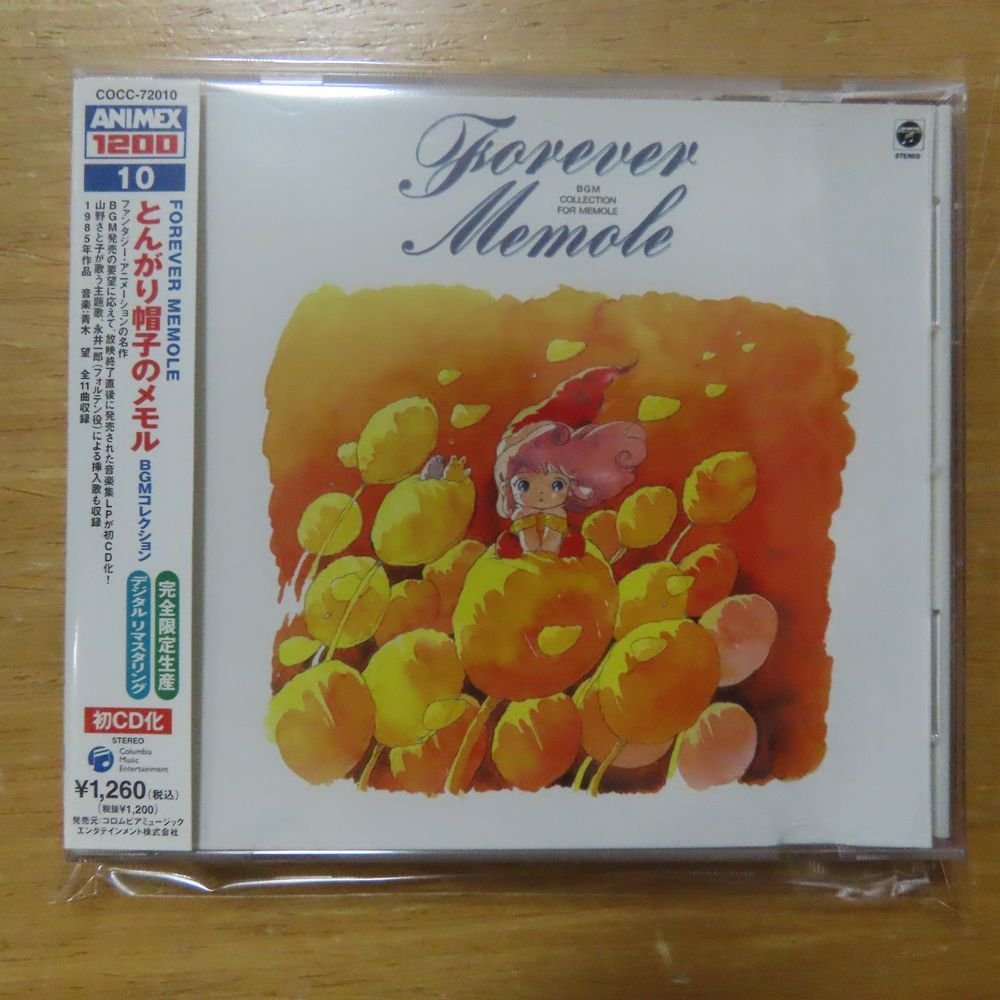 COCC-72010
ANIMEX
1200
10
FOREVER MEMOLE
とんがり帽子のメモル BGMコレクション
ファンタジー・アニメーションの名作
BGM発売の要望に応えて、放映終了直後に発売された音楽集LPが初CD化!
山野さと子が歌う主題歌、永井一郎(フォルテン役)による挿入歌も収録
1985年作品 音楽:青木 望 全11曲収録
完全限定生産
デジタルリマスタリング
初CD化
STEREO
Columbia
Music
Entertainment
¥1,260(税込)
(税抜¥1,200)
発売元:コロムビアミュージック
エンタテインメント株式会社
Forever
BGM
COLLECTION
FOR MEMOLE
Memole
STEREO